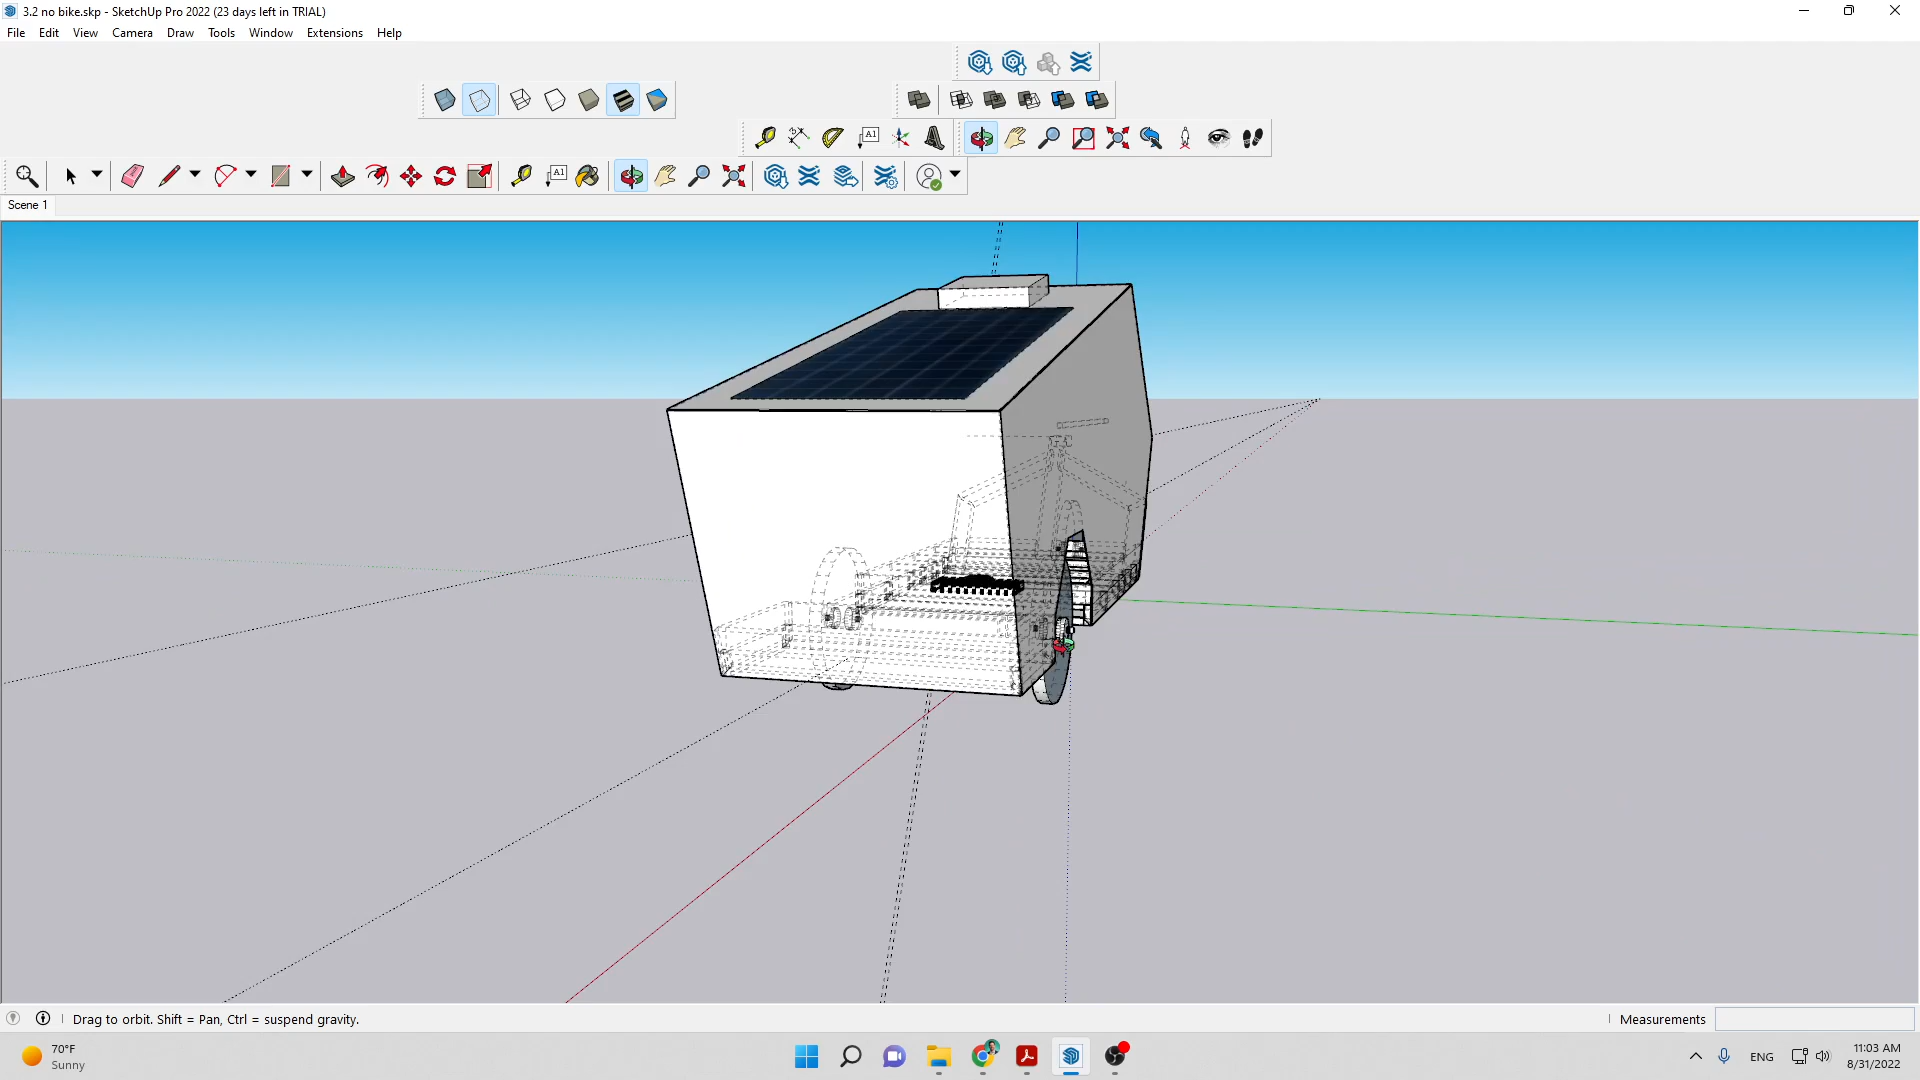 3.2 no bike.skp - SketchUp Pro 2022 (23 days left in TRIAL)
File Edit View Camera Draw Tools Window Extensions Help
A1
A1
Scene 1
Drag to orbit. Shift = Pan, Ctrl = suspend gravity.
Measurements
70°F
Sunny
ENG
11:03 AM
8/31/2022